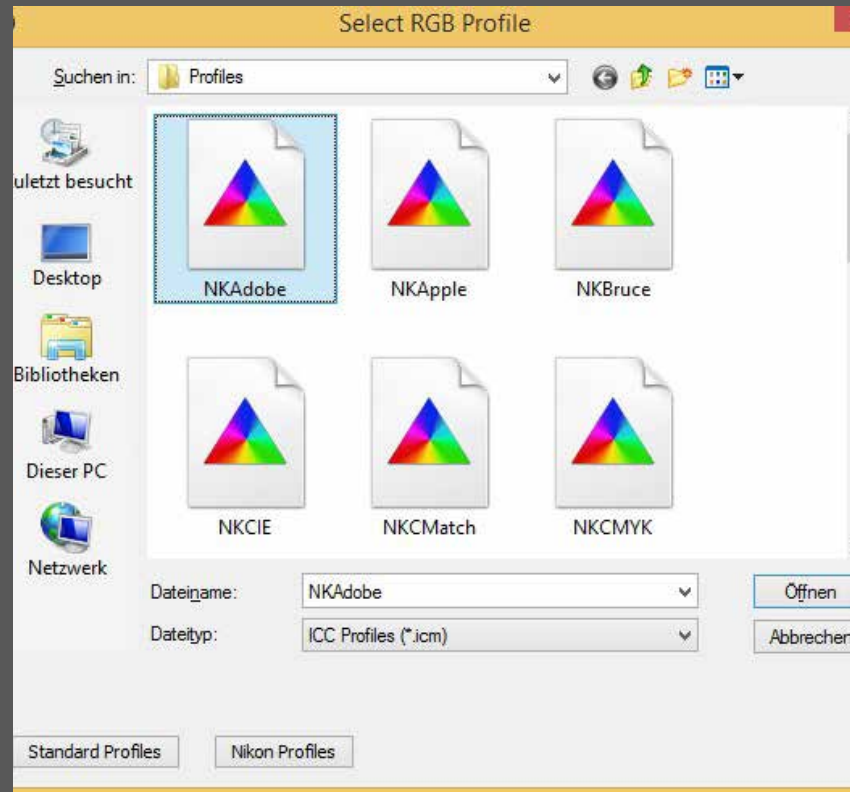 Select RGB Profile
Suchen in:
Profiles
uletzt besucht
Desktop
Bibliotheken
Dieser PC
Netzwerk
NKAdobe
NKApple
NKBruce
NKCIE
NKCMatch
NKCMYK
Dateiname:
NKAdobe
Öffnen
Dateityp:
ICC Profiles (*.icm)
Abbrechen
Standard Profiles
Nikon Profiles